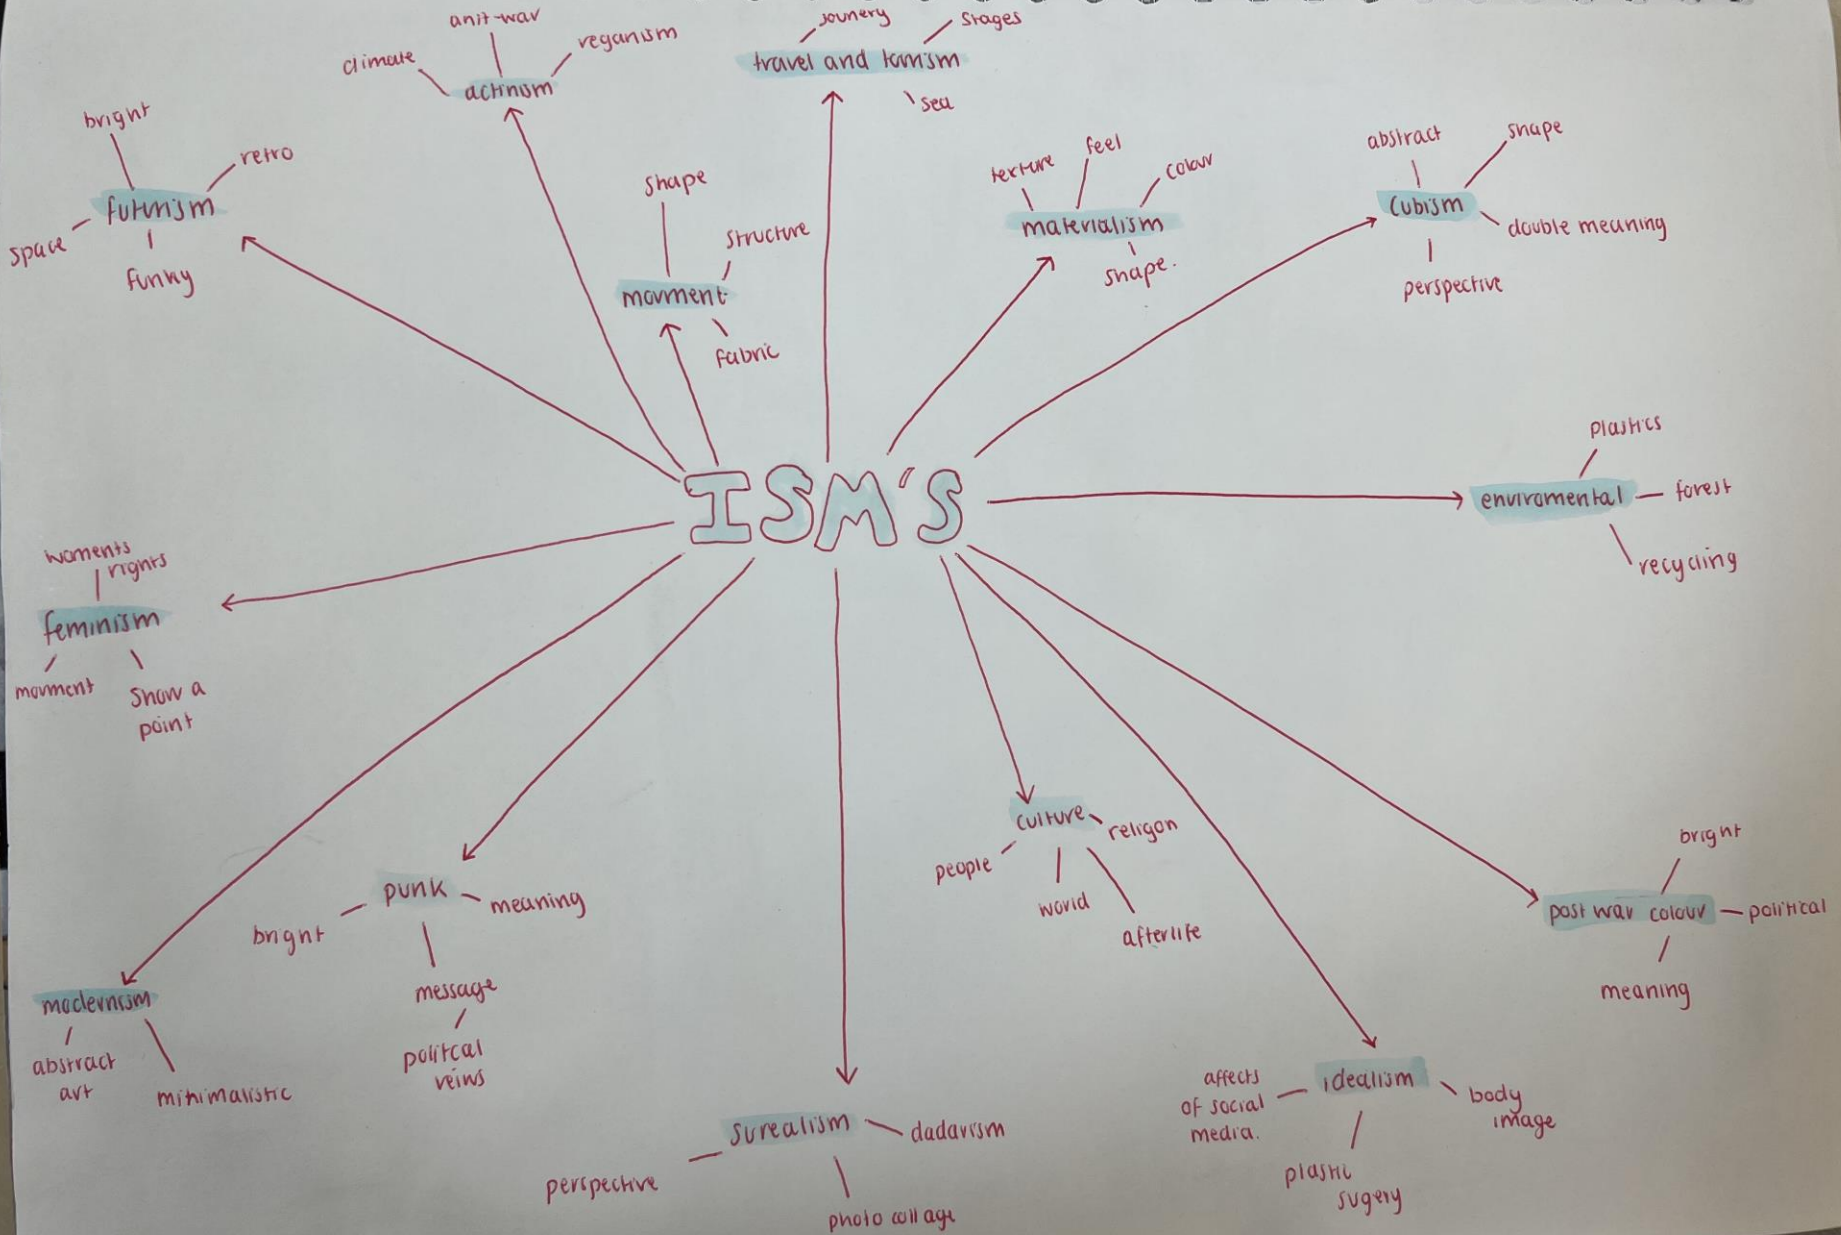 anit-war
climate
veganism
actinism
jounery
stages
travel and tourism
sea
bright
retro
futurism
space
funky
shape
structure
movment
fabric
texture
feel
colour
materialism
shape.
abstract
shape
cubism
double meaning
perspective
ISM'S
plastics
enviromental
forest
recycling
woments
rights
feminism
movment
show a
point
modernism
abstract
art
minimalistic
punk
bright
meaning
message
politcal
veiws
surealism
dadaism
perspective
photo collage
culture
religon
people
world
afterlife
idealism
affects
of social
media.
body
image
plastic
sugery
bright
post war colour
political
meaning